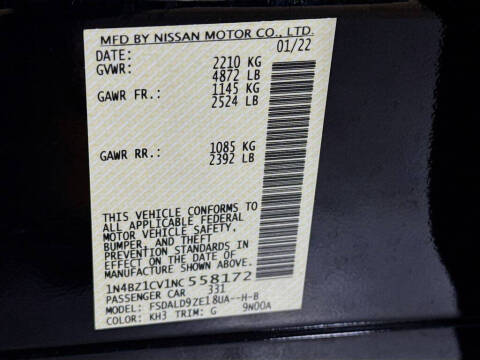 MFD BY NISSAN MOTOR CO., LTD.
DATE: 01/22
GVWR: 2210 KG
4872 LB
GAWR FR.: 1145 KG
2524 LB
GAWR RR.: 1085 KG
2392 LB
THIS VEHICLE CONFORMS TO
ALL APPLICABLE FEDERAL
MOTOR VEHICLE SAFETY,
BUMPER, AND THEFT
PREVENTION STANDARDS IN
EFFECT ON THE DATE OF
MANUFACTURE SHOWN ABOVE.
1N4BZ1CV1NC 558172
PASSENGER CAR 331
MODEL: FSDALD9ZE18UA--H-B
COLOR: KH3 TRIM: G 9N00A